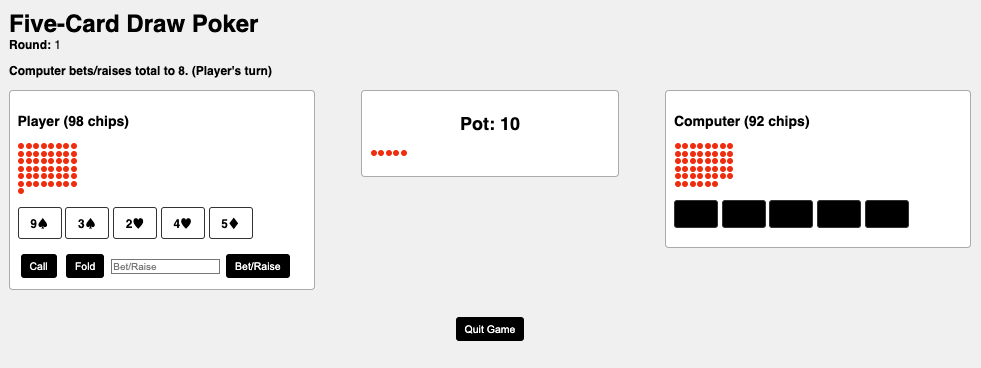 Five-Card Draw Poker
Round: 1
Computer bets/raises total to 8. (Player's turn)
Player (98 chips)
9♠ 3♠ 2♥ 4♥ 5♦
Call Fold Bet/Raise Bet/Raise
Pot: 10
Computer (92 chips)
Quit Game